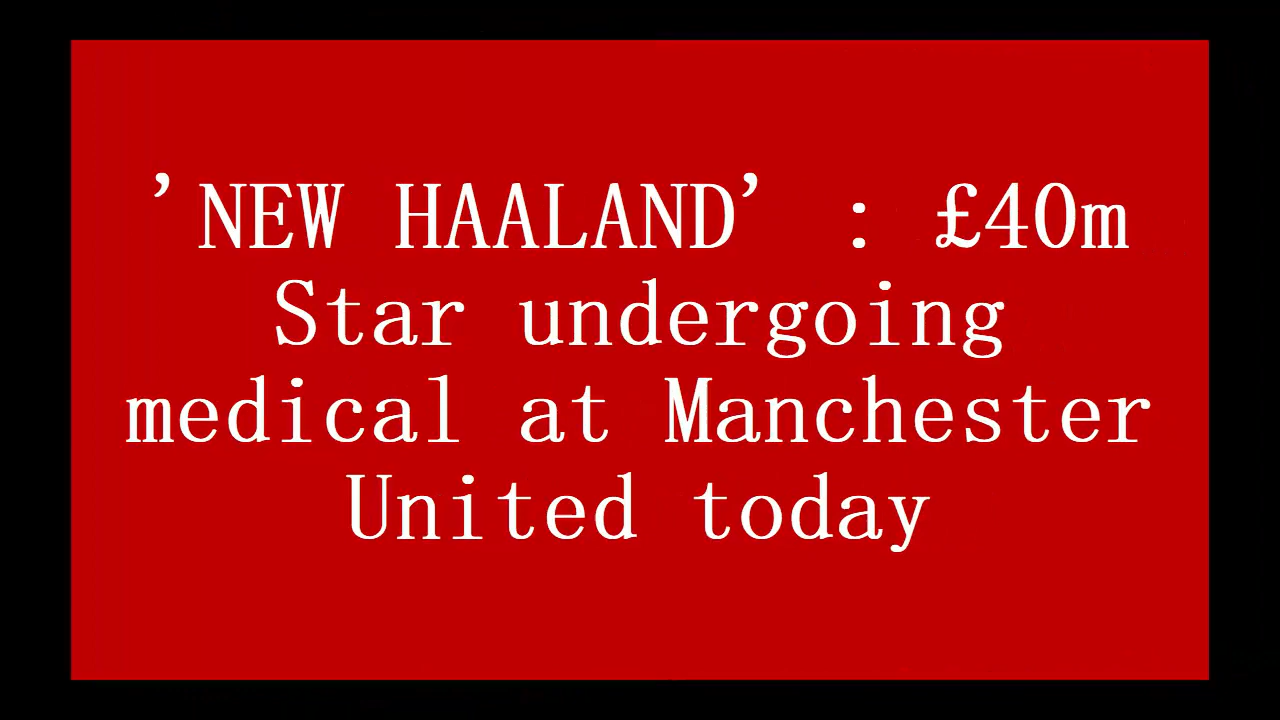 ’NEW HAALAND’ : £40m
Star undergoing
medical at Manchester
United today